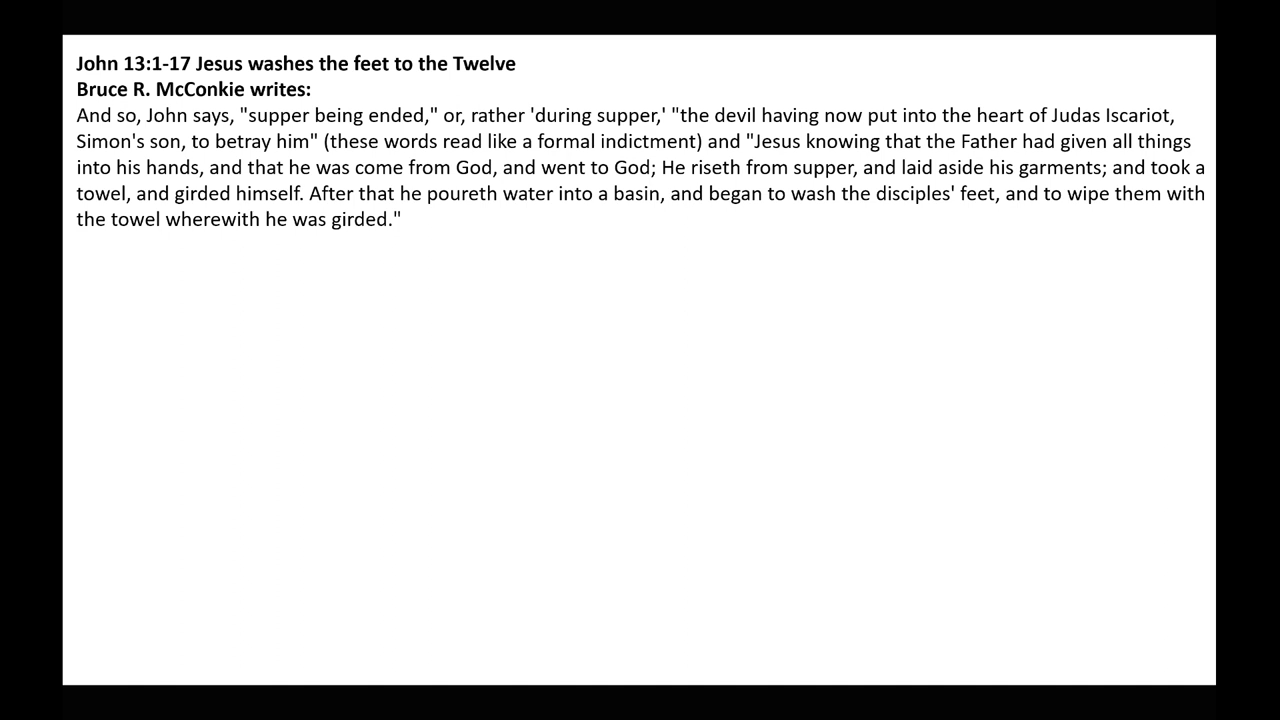 John 13:1-17 Jesus washes the feet to the Twelve
Bruce R. McConkie writes:
And so, John says, "supper being ended," or, rather 'during supper,' "the devil having now put into the heart of Judas Iscariot,
Simon's son, to betray him" (these words read like a formal indictment) and "Jesus knowing that the Father had given all things
into his hands, and that he was come from God, and went to God; He riseth from supper, and laid aside his garments; and took a
towel, and girded himself. After that he poureth water into a basin, and began to wash the disciples' feet, and to wipe them with
the towel wherewith he was girded."